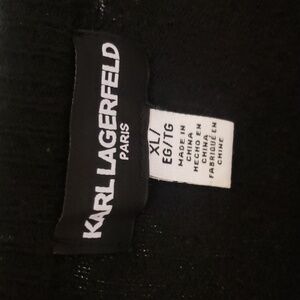 KARL LAGERFELD
PARIS
XL/
EG/TG
MADE IN
CHINA
HECHO EN
CHINA
FABRIQUÉ EN
CHINE